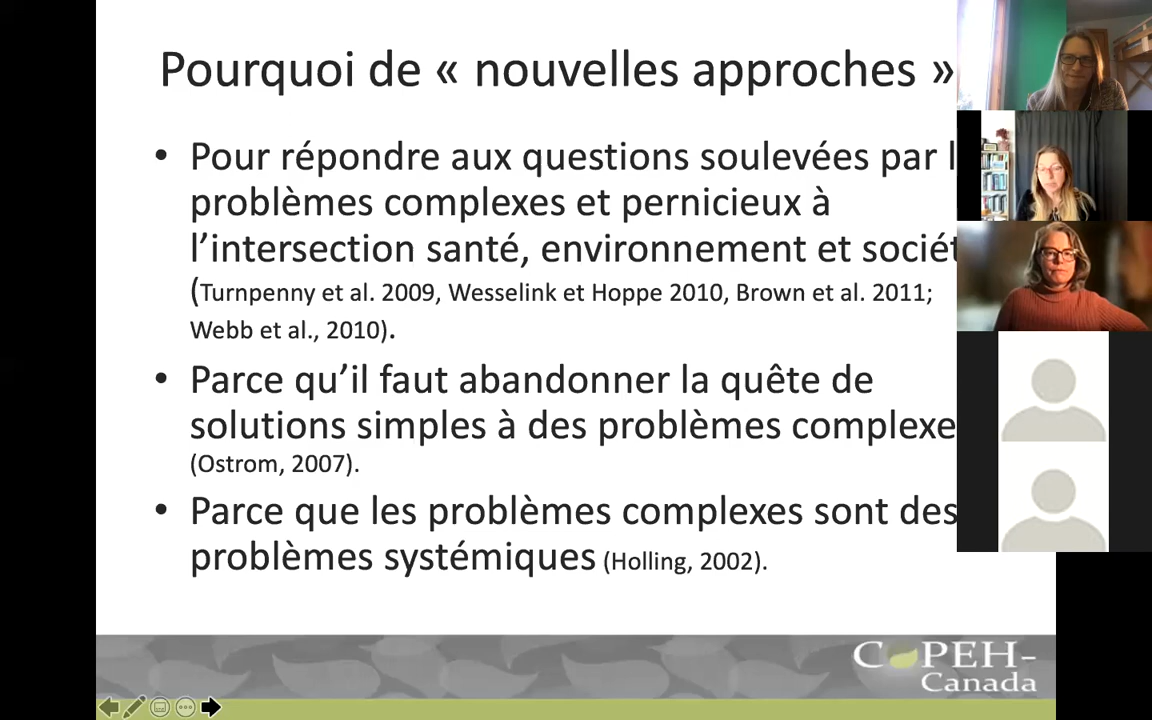 Pourquoi de « nouvelles approches »
• Pour répondre aux questions soulevées par l
problèmes complexes et pernicieux à
l’intersection santé, environnement et société
(Turnpenny et al. 2009, Wesselink et Hoppe 2010, Brown et al. 2011;
Webb et al., 2010).
• Parce qu’il faut abandonner la quête de
solutions simples à des problèmes complexe
(Ostrom, 2007).
• Parce que les problèmes complexes sont des
problèmes systémiques (Holling, 2002).
CoPEH-
Canada